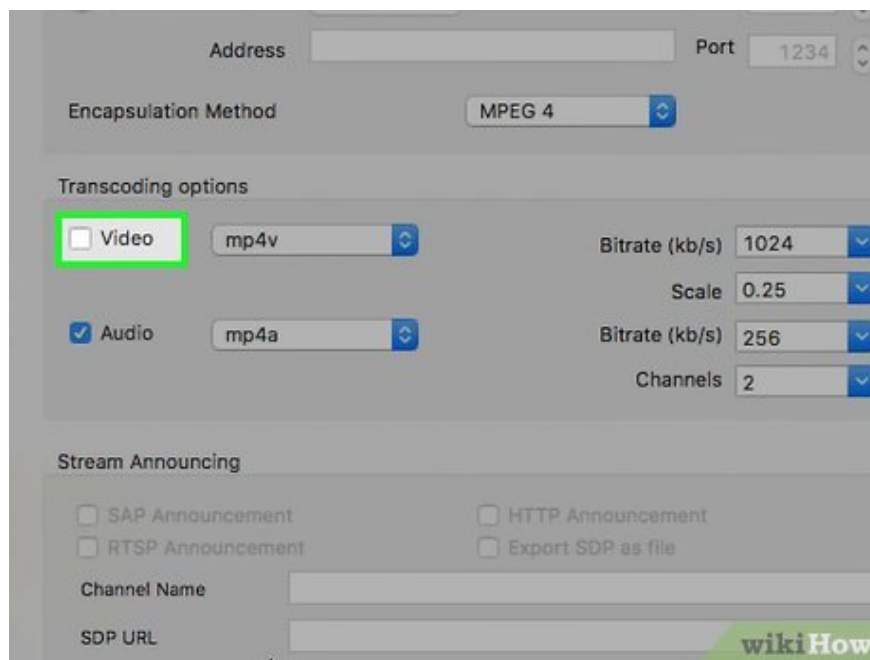 Address Port 1234
Encapsulation Method MPEG 4
Transcoding options
Video mp4v Bitrate (kb/s) 1024
Scale 0.25
Audio mp4a Bitrate (kb/s) 256
Channels 2
Stream Announcing
SAP Announcement HTTP Announcement
RTSP Announcement Export SDP as file
Channel Name
SDP URL
wikiHow